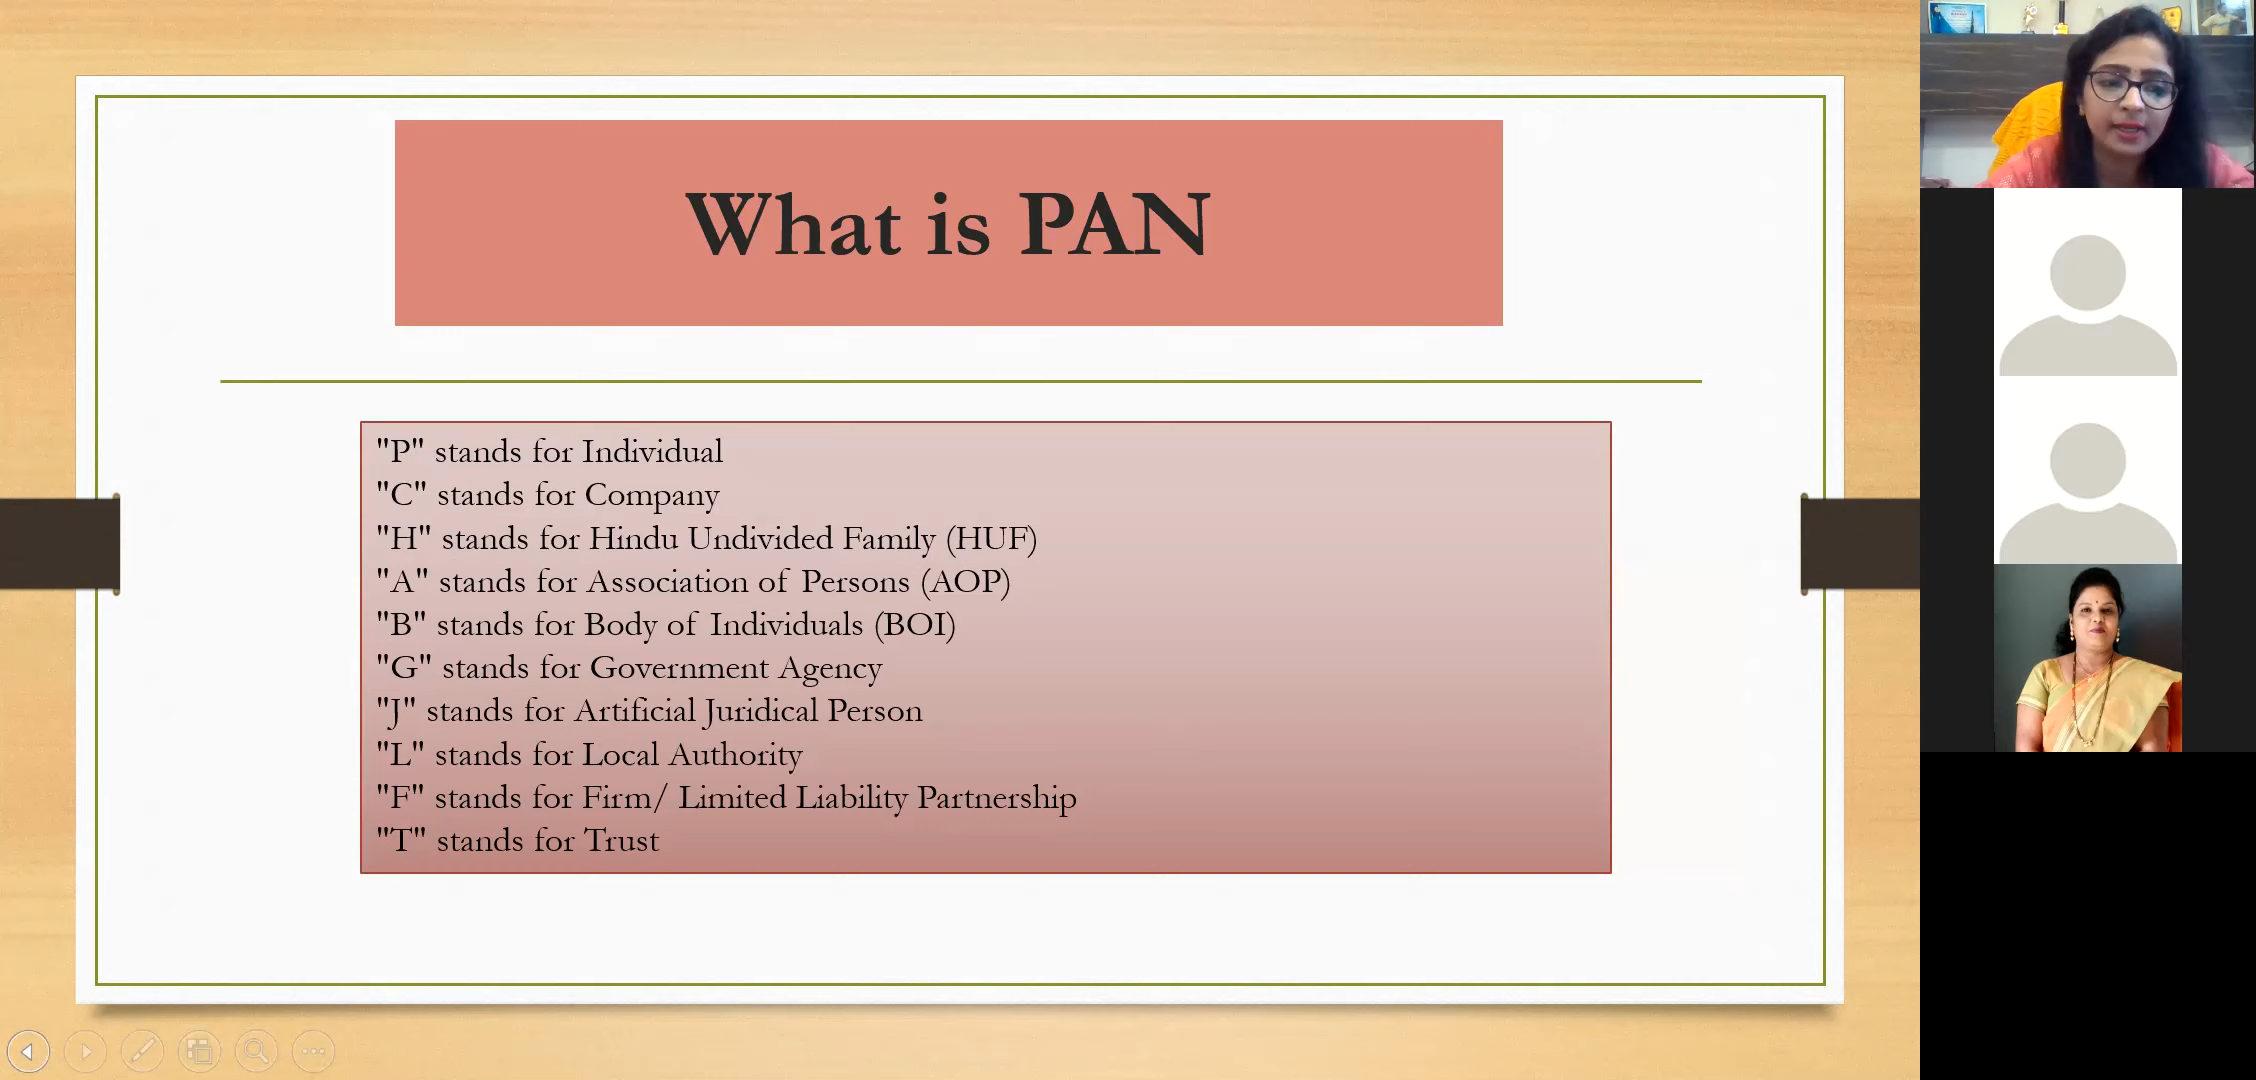 What is PAN
"P" stands for Individual
"C" stands for Company
"H" stands for Hindu Undivided Family (HUF)
"A" stands for Association of Persons (AOP)
"B" stands for Body of Individuals (BOI)
"G" stands for Government Agency
"J" stands for Artificial Juridical Person
"L" stands for Local Authority
"F" stands for Firm/ Limited Liability Partnership
"T" stands for Trust